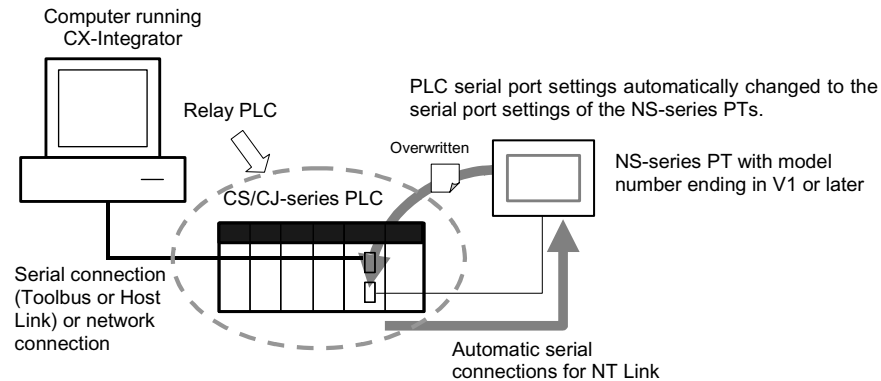 Computer running
CX-Integrator
PLC serial port settings automatically changed to the
serial port settings of the NS-series PTs.
Relay PLC
Overwritten
NS-series PT with model
number ending in V1 or later
CS/CJ-series PLC
Serial connection
(Toolbus or Host
Link) or network
connection
Automatic serial
connections for NT Link